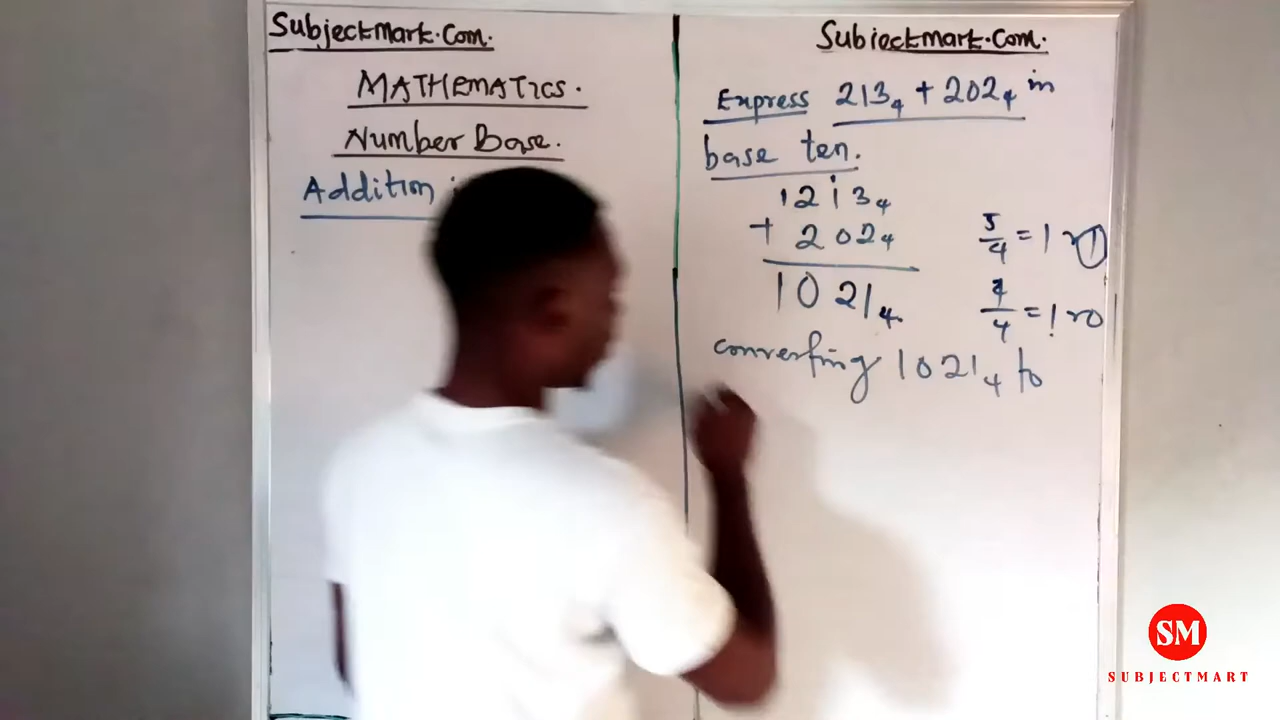 Subjectmark.Com.
MATHEMATICS.
Number Base.
Addition
Subjectmark.Com.
Express 213₄ + 202₄ in
base ten.
1 2 1 3₄
+ 2 0 2₄
1 0 2 1₄.
5/4 = 1 r 1
4/4 = 1 r 0
converting 1021₄ to
SM
SUBJECTMART